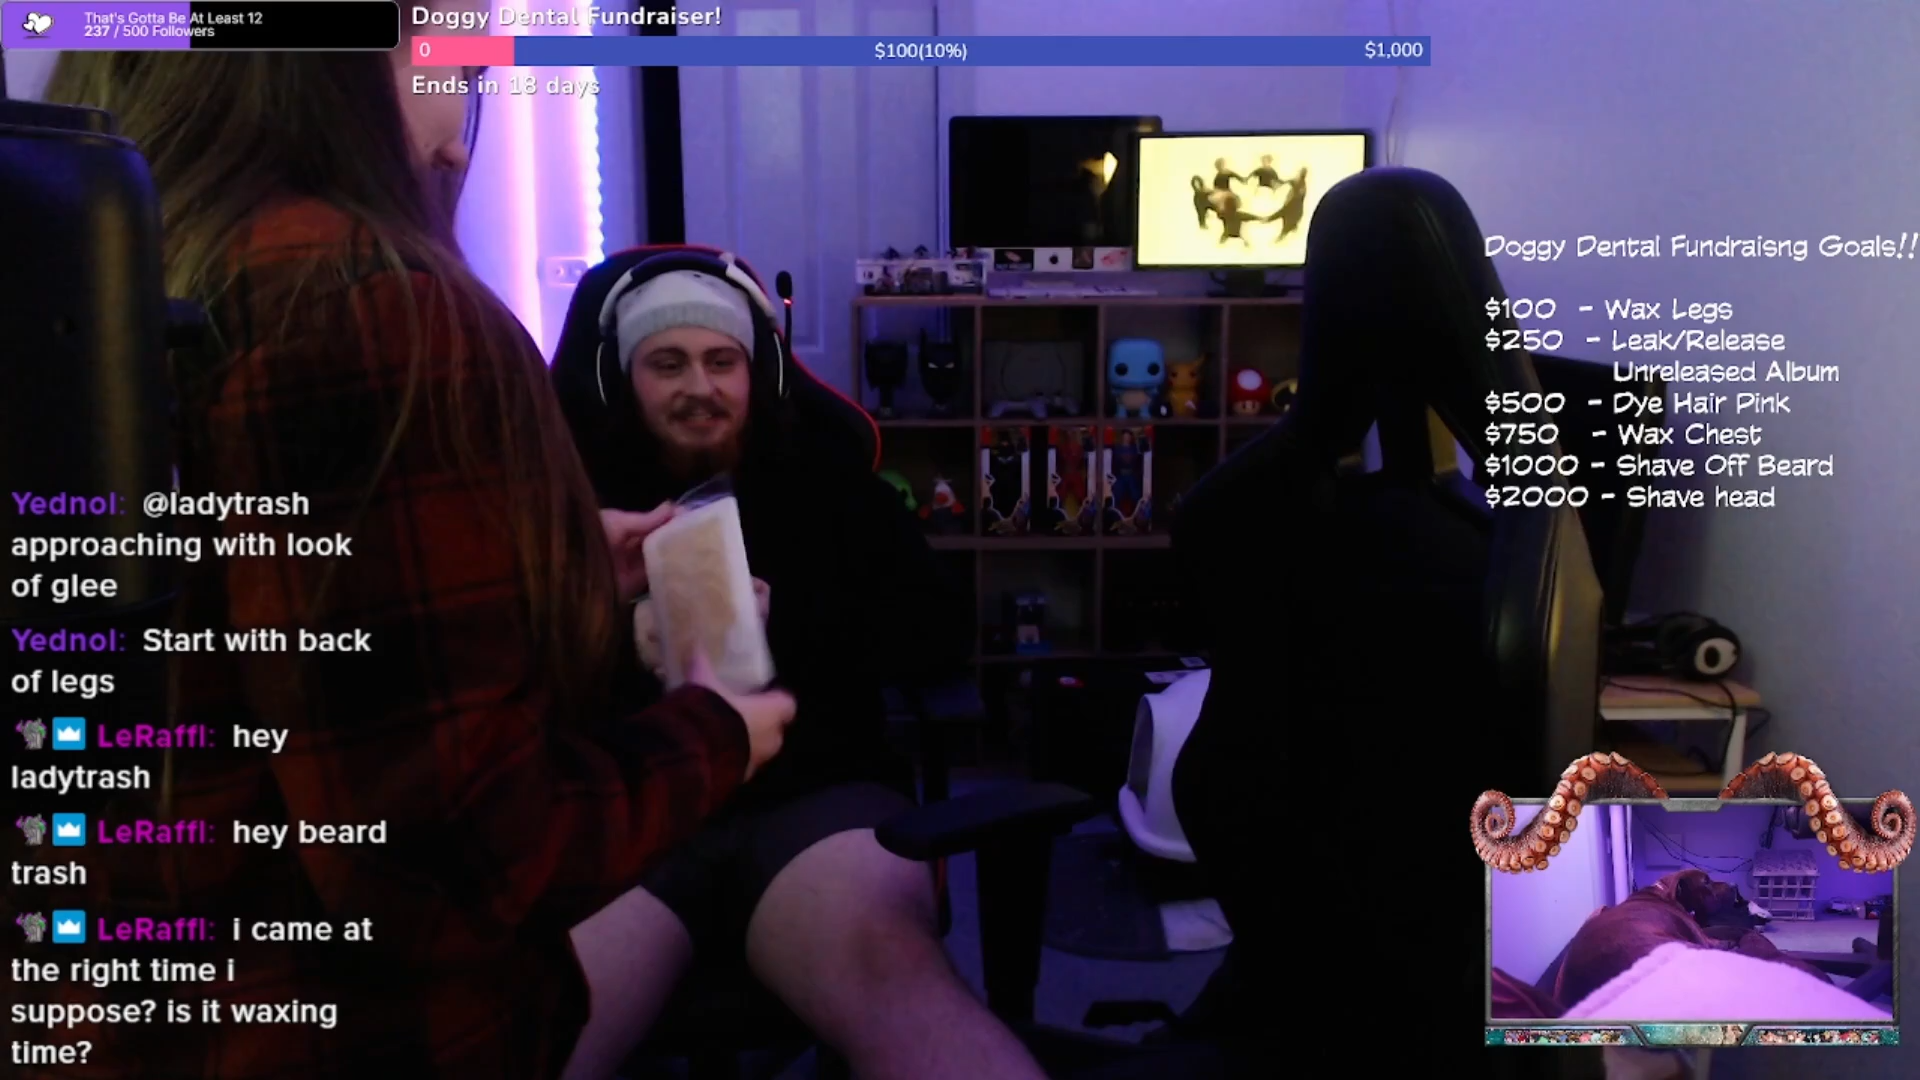 That's Gotta Be At Least 12
237 / 500 Followers
Doggy Dental Fundraiser!
0 $100(10%) $1,000
Ends in 18 days
Doggy Dental Fundraisng Goals!!
$100 - Wax Legs
$250 - Leak/Release
Unreleased Album
$500 - Dye Hair Pink
$750 - Wax Chest
$1000 - Shave Off Beard
$2000 - Shave head
Yednol: @ladytrash
approaching with look
of glee
Yednol: Start with back
of legs
LeRaffl: hey
ladytrash
LeRaffl: hey beard
trash
LeRaffl: i came at
the right time i
suppose? is it waxing
time?